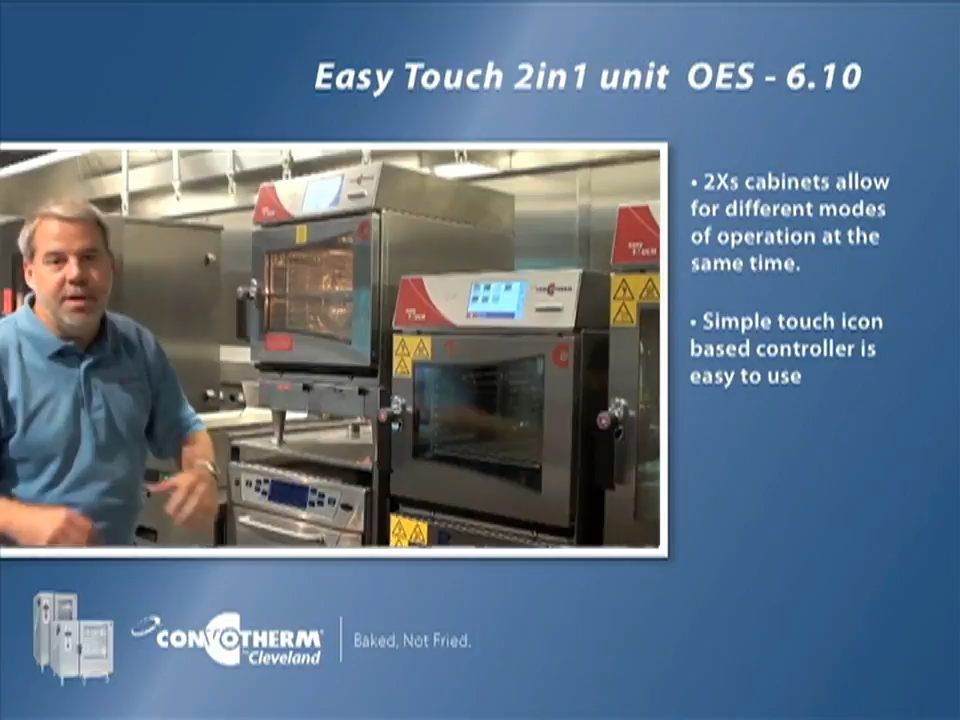 Easy Touch 2in1 unit OES - 6.10
• 2Xs cabinets allow
for different modes
of operation at the
same time.
• Simple touch icon
based controller is
easy to use
CONVOTHERM®
by Cleveland
Baked, Not Fried.